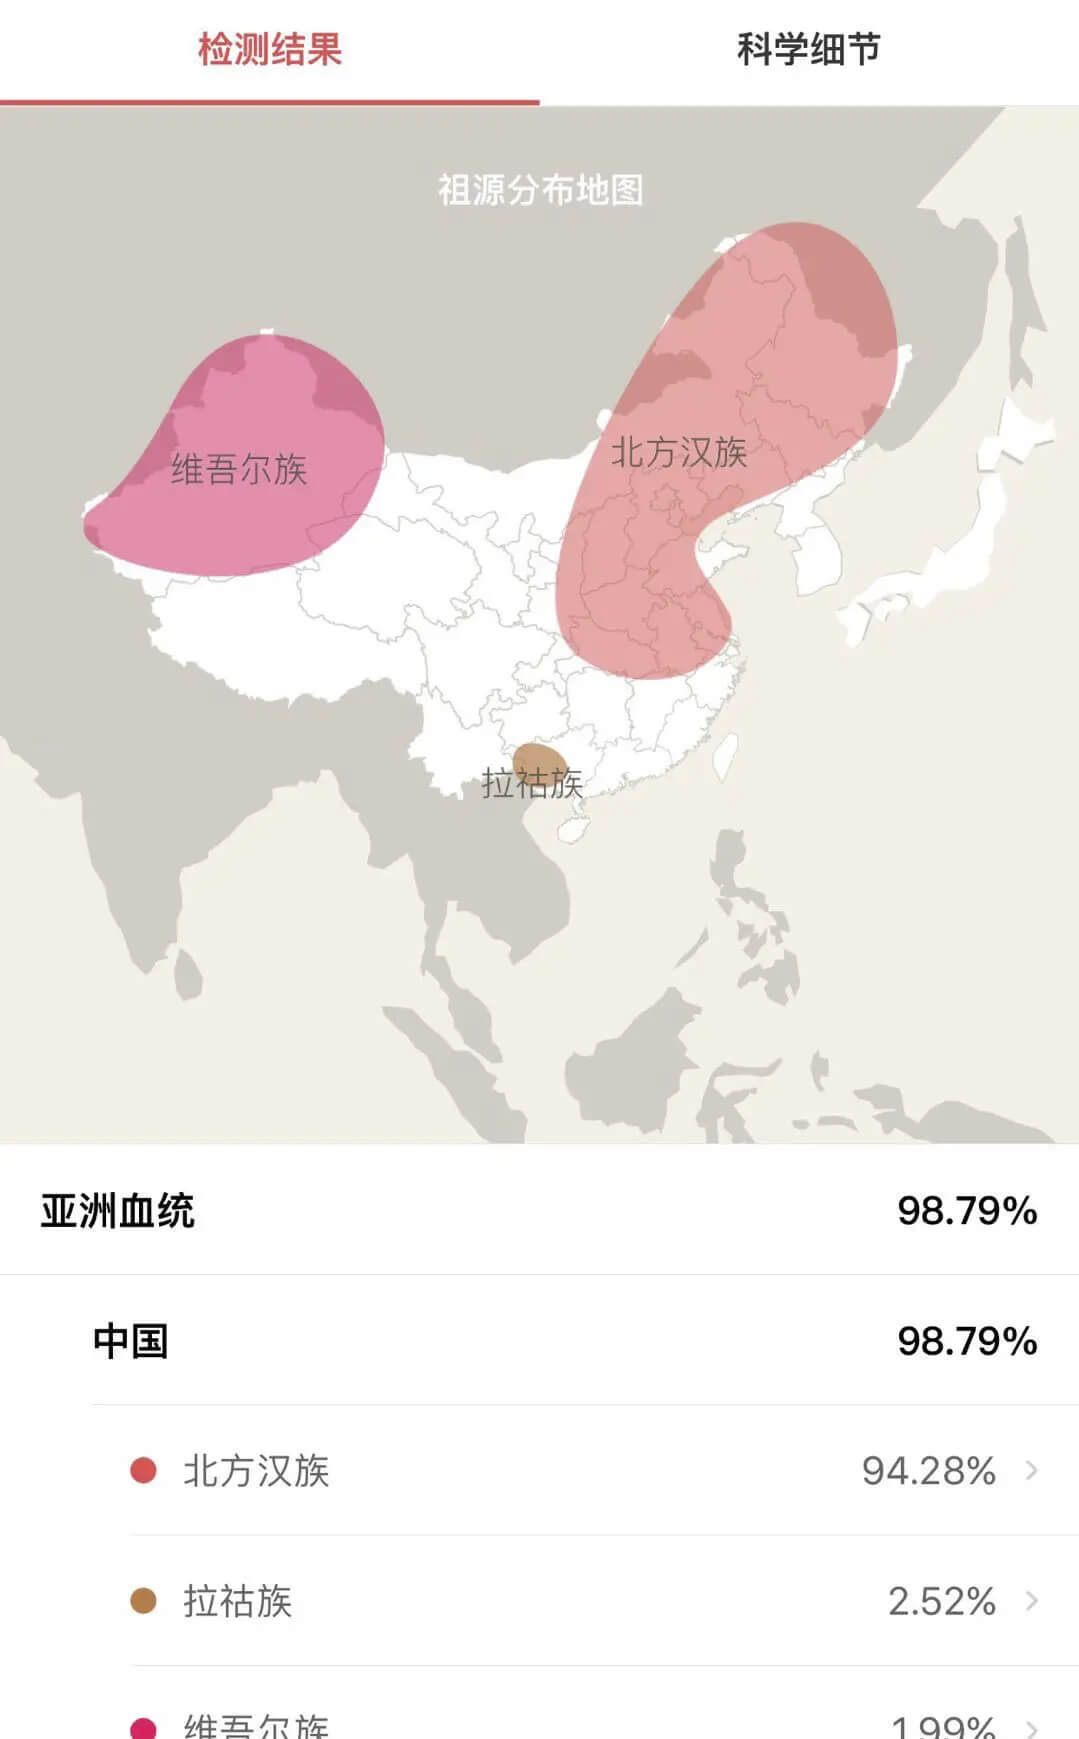 检测结果
科学细节
祖源分布地图
北方汉族
维吾尔族
拉祜族
亚洲血统 98.79%
中国 98.79%
北方汉族 94.28%
拉祜族 2.52%
维吾尔族 1.99%